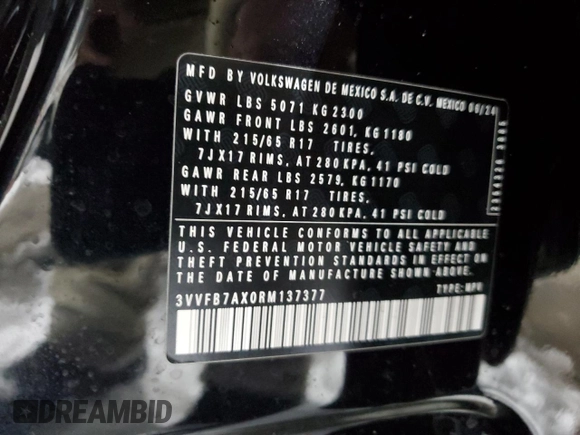 MFD BY VOLKSWAGEN DE MEXICO S.A. DE C.V. MEXICO 06/24
GVWR LBS 5071 KG 2300
GAWR FRONT LBS 2601, KG 1180
WITH 215/65 R17 TIRES,
7JX17 RIMS, AT 280 KPA, 41 PSI COLD
GAWR REAR LBS 2579, KG 1170
WITH 215/65 R17 TIRES,
7JX17 RIMS, AT 280 KPA, 41 PSI COLD
THIS VEHICLE CONFORMS TO ALL APPLICABLE
U.S. FEDERAL MOTOR VEHICLE SAFETY AND
THEFT PREVENTION STANDARDS IN EFFECT ON
THE DATE OF MANUFACTURE SHOWN ABOVE.
3VVFB7AX0RM137377 TYPE: MPV
DREAMBID